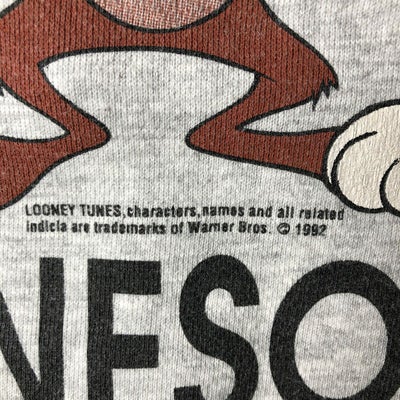 LOONEY TUNES, characters, names and all related
indicia are trademarks of Warner Bros. © 1992
NESO